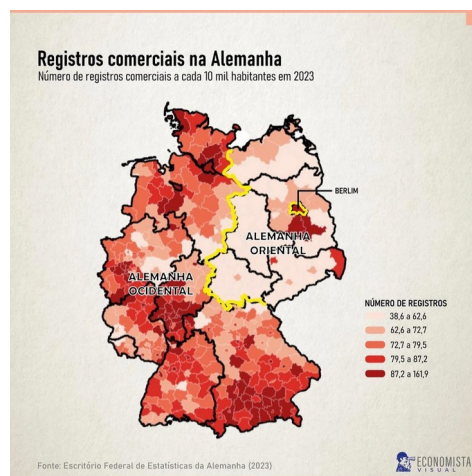 Registros comerciais na Alemanha
Número de registros comerciais a cada 10 mil habitantes em 2023
BERLIM
ALEMANHA
ORIENTAL
ALEMANHA
OCIDENTAL
NÚMERO DE REGISTROS
38,6 a 62,6
62,6 a 72,7
72,7 a 79,5
79,5 a 87,2
87,2 a 161,9
Fonte: Escritório Federal de Estatísticas da Alemanha (2023)
ECONOMISTA
VISUAL